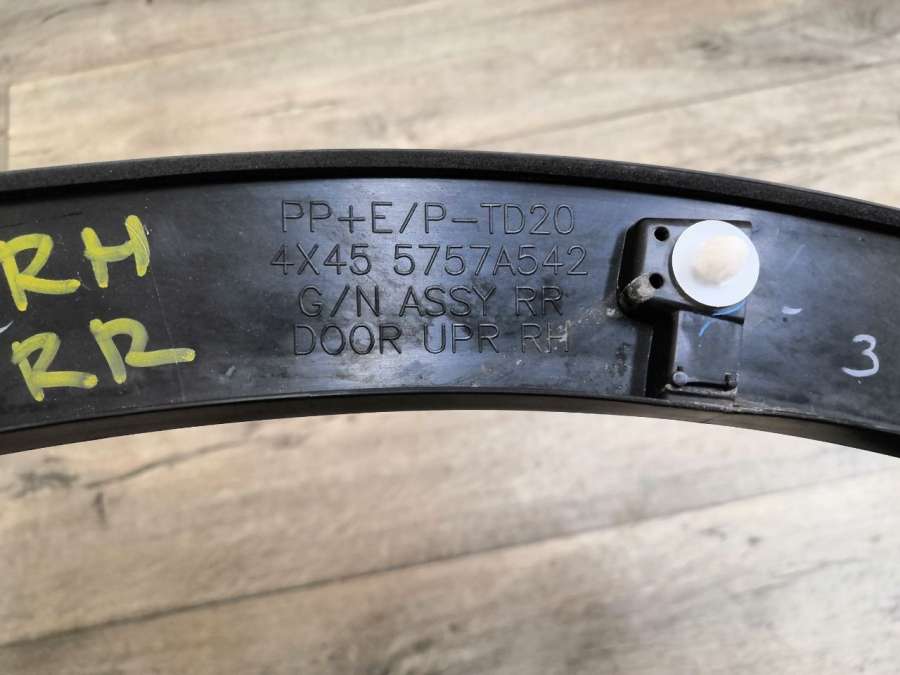 RH
RR
PP+E/P-TD20
4X45 5757A542
G/N ASSY RR
DOOR UPR RH
3